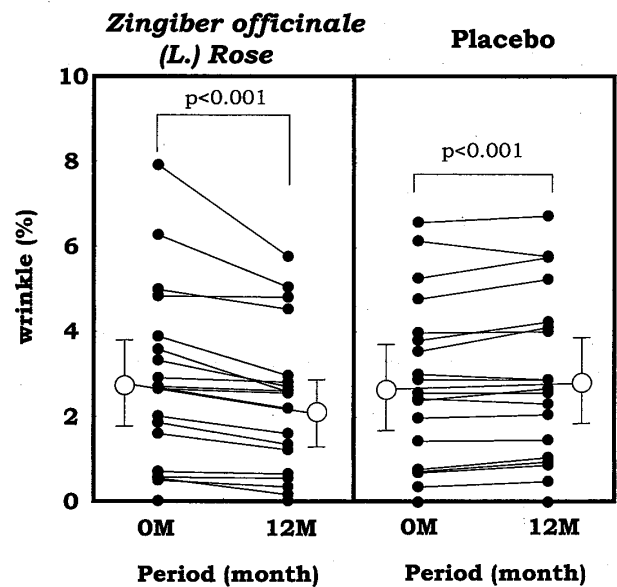 Zingiber officinale
(L.) Rose
Placebo
10
8
6
4
2
0
wrinkle (%)
p<0.001
p<0.001
0M
12M
0M
12M
Period (month)
Period (month)